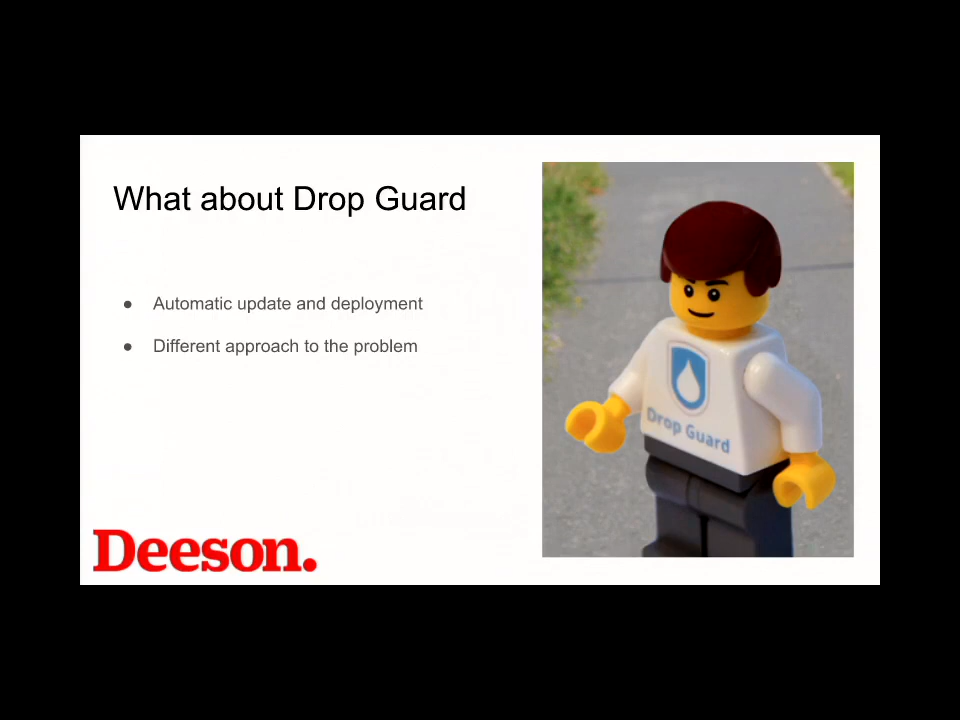 What about Drop Guard
● Automatic update and deployment
● Different approach to the problem
Drop Guard
Deeson.